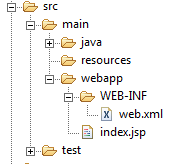 src
main
java
resources
webapp
WEB-INF
web.xml
index.jsp
test